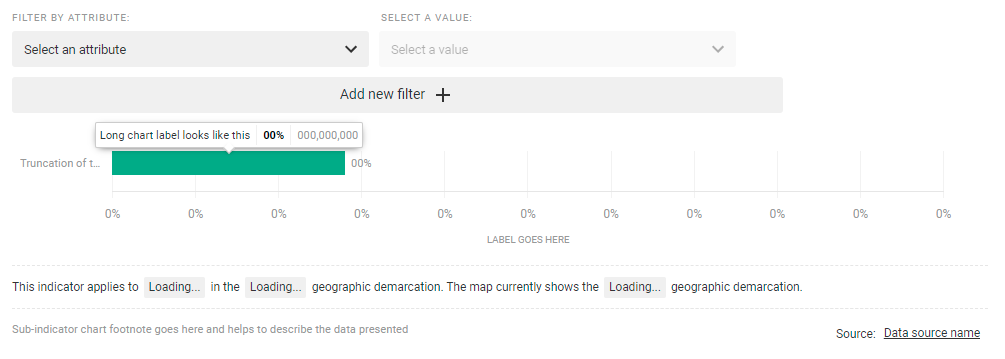 FILTER BY ATTRIBUTE: SELECT A VALUE:
Select an attribute Select a value
Add new filter
Long chart label looks like this 00% 000,000,000
Truncation of t... 00%
0% 0% 0% 0% 0% 0% 0% 0% 0% 0% 0%
LABEL GOES HERE
This indicator applies to Loading... in the Loading... geographic demarcation. The map currently shows the Loading... geographic demarcation.
Sub-indicator chart footnote goes here and helps to describe the data presented
Source: Data source name